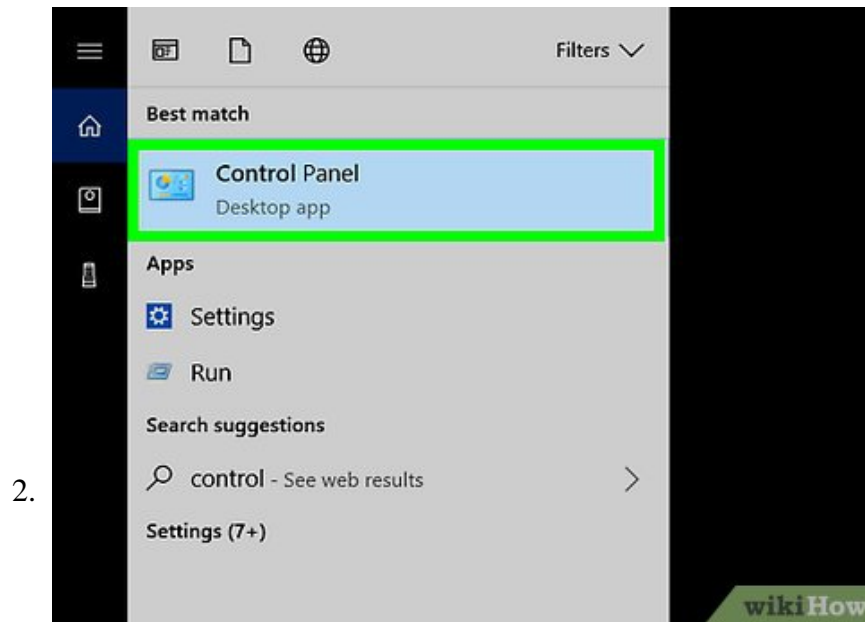 Filters
Best match
Control Panel
Desktop app
Apps
Settings
Run
Search suggestions
control - See web results
2.
Settings (7+)
wikiHow